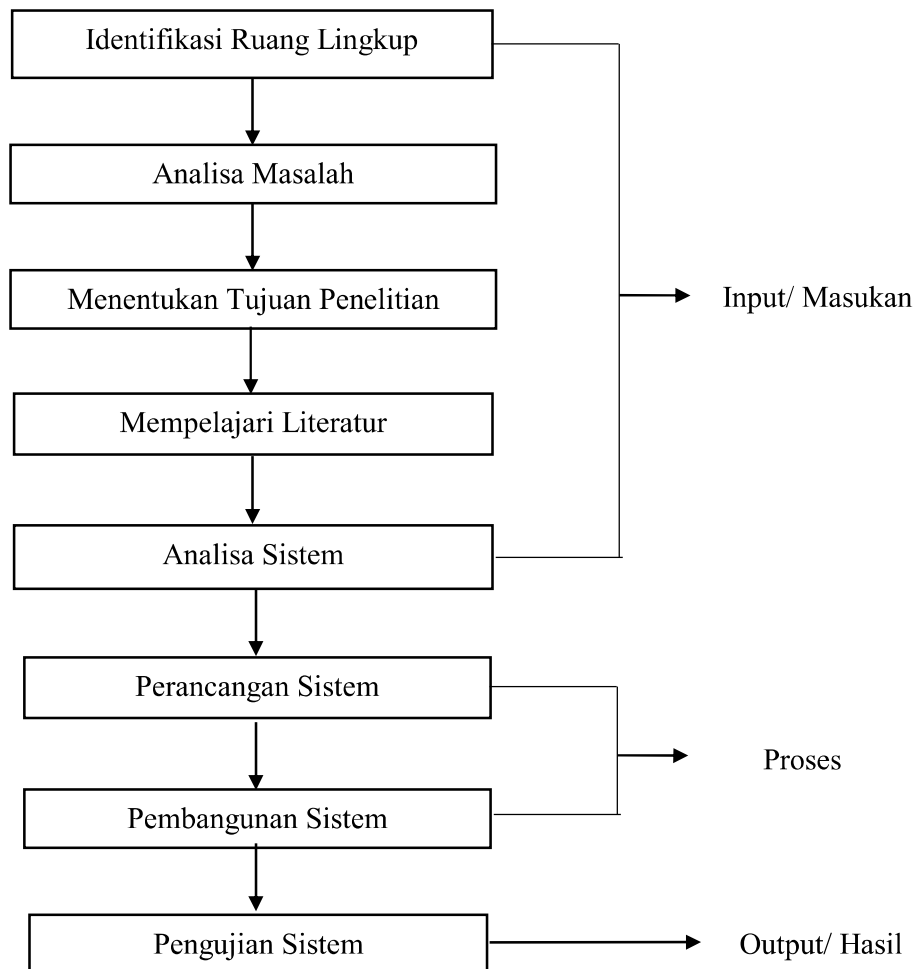 Identifikasi Ruang Lingkup
Analisa Masalah
Menentukan Tujuan Penelitian
Input/ Masukan
Mempelajari Literatur
Analisa Sistem
Perancangan Sistem
Proses
Pembangunan Sistem
Pengujian Sistem
Output/ Hasil